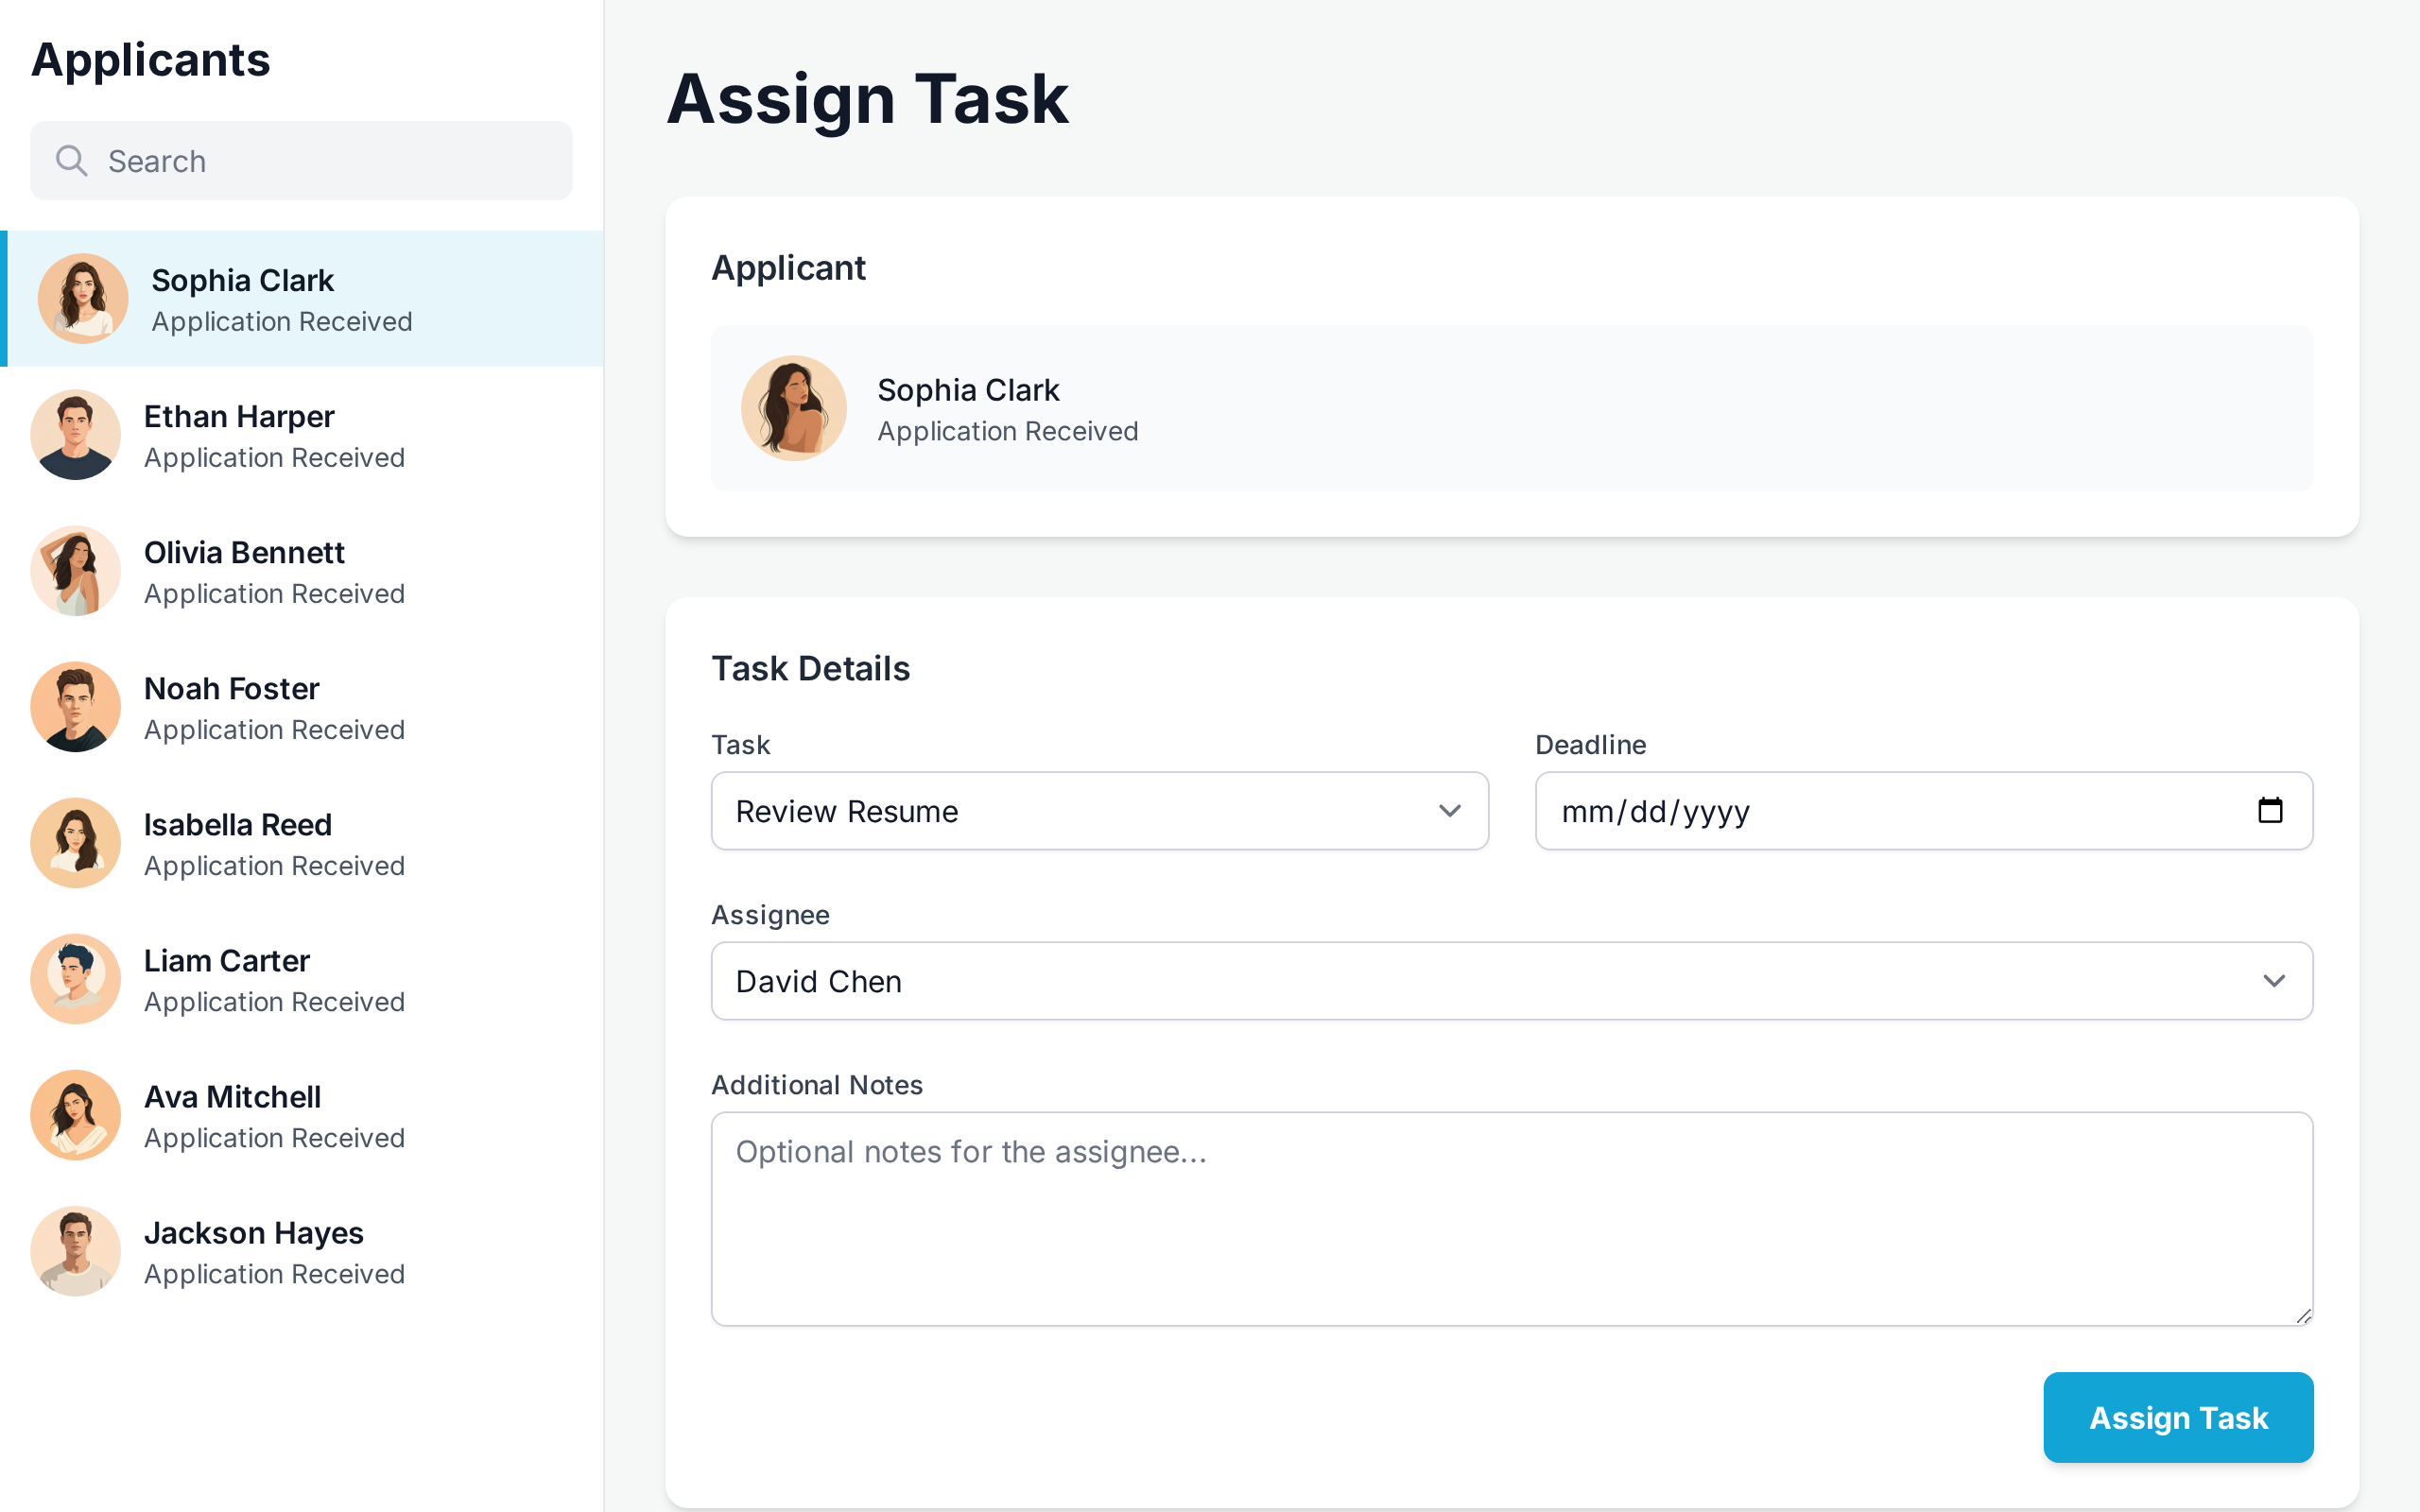 Applicants
Search
Sophia Clark
Application Received
Ethan Harper
Application Received
Olivia Bennett
Application Received
Noah Foster
Application Received
Isabella Reed
Application Received
Liam Carter
Application Received
Ava Mitchell
Application Received
Jackson Hayes
Application Received
Assign Task
Applicant
Sophia Clark
Application Received
Task Details
Task
Review Resume
Deadline
mm/dd/yyyy
Assignee
David Chen
Additional Notes
Optional notes for the assignee...
Assign Task